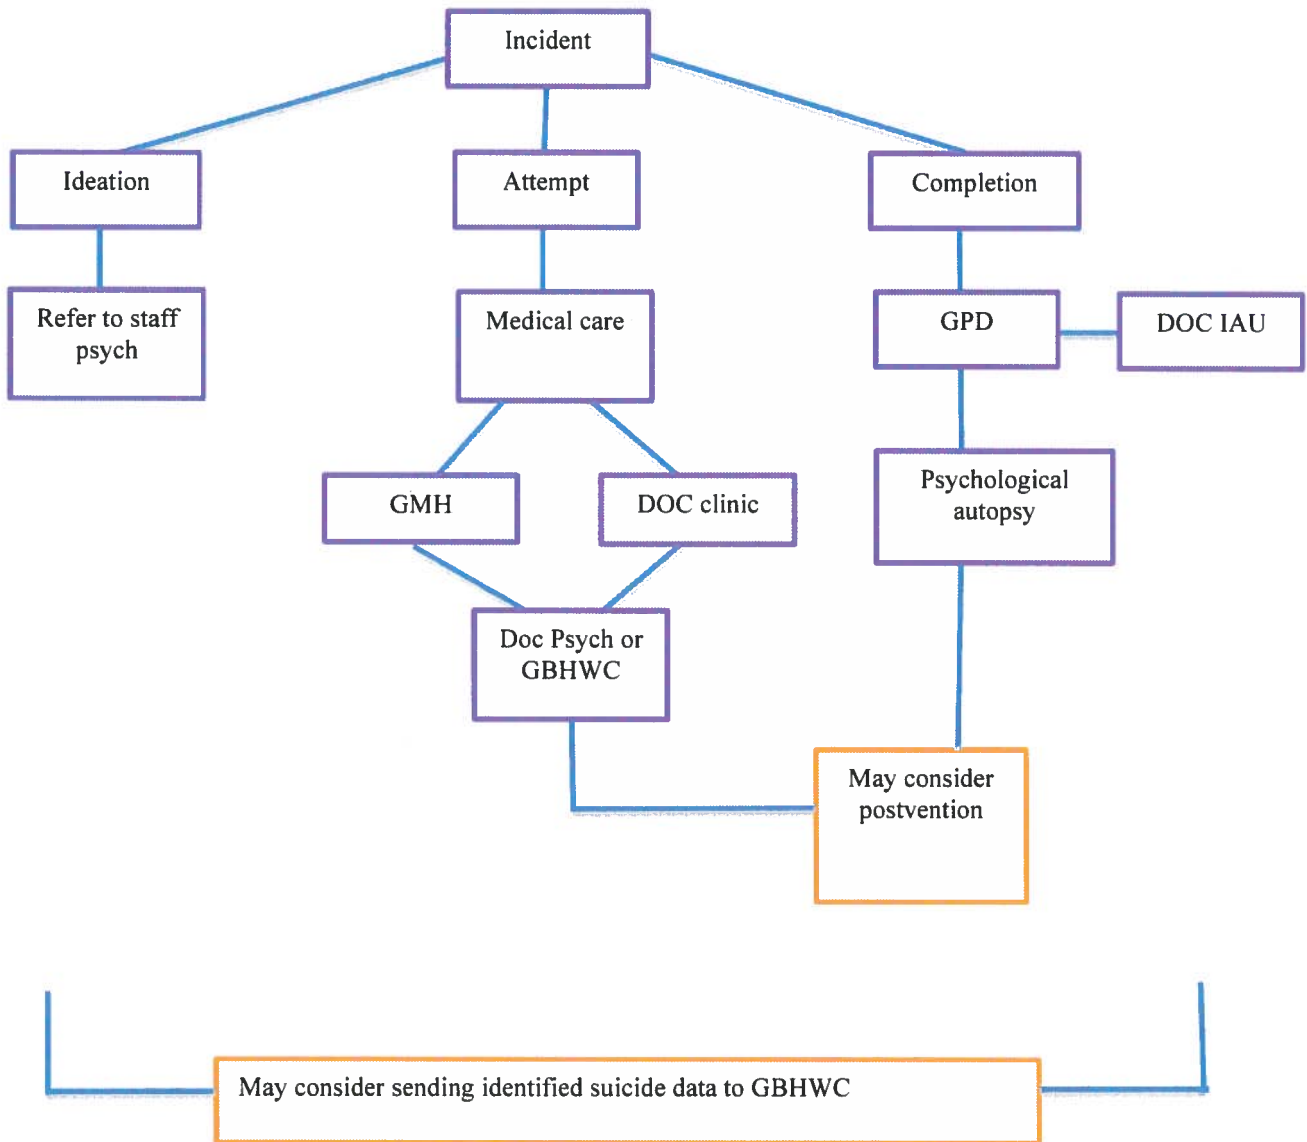 Incident
Ideation
Attempt
Completion
Refer to staff
psych
Medical care
GPD
DOC IAU
GMH
DOC clinic
Psychological
autopsy
Doc Psych or
GBHWC
May consider
postvention
May consider sending identified suicide data to GBHWC